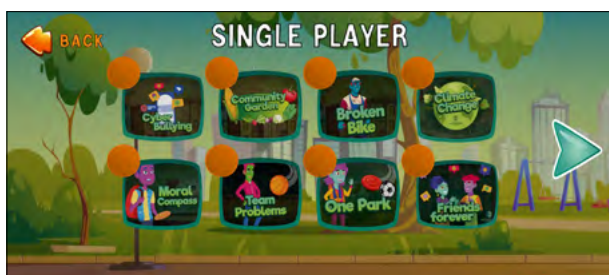 BACK
SINGLE PLAYER
Cyber
Bullying
Community
Garden
Broken
Bike
Climate
Change
Moral
Compass
Team
Problems
One Park
Friends
forever